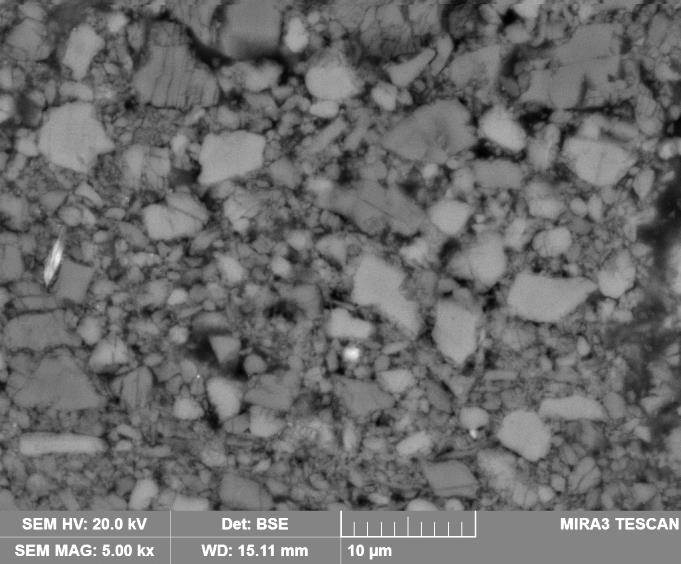 SEM HV: 20.0 kV Det: BSE MIRA3 TESCAN
SEM MAG: 5.00 kx WD: 15.11 mm 10 µm